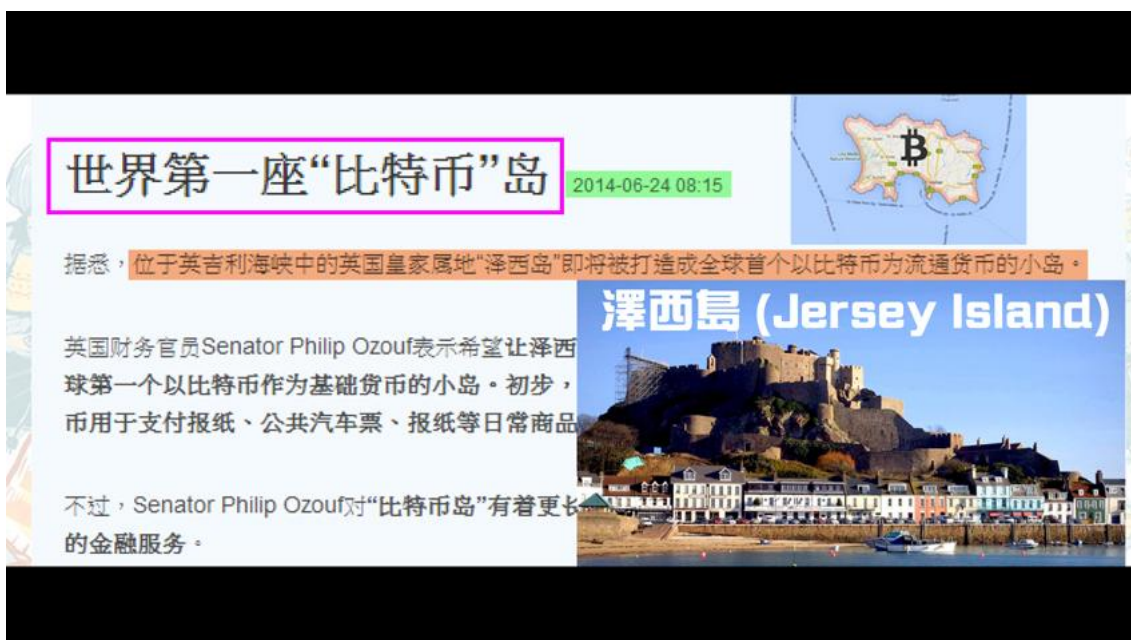 世界第一座“比特币”岛 2014-06-24 08:15
据悉，位于英吉利海峡中的英国皇家属地“泽西岛”即将被打造成全球首个以比特币为流通货币的小岛。
澤西島 (Jersey Island)
英国财务官员Senator Philip Ozouf表示希望让泽西
球第一个以比特币作为基础货币的小岛。初步，
币用于支付报纸、公共汽车票、报纸等日常商品
不过，Senator Philip Ozouf对“比特币岛”有着更长
的金融服务。